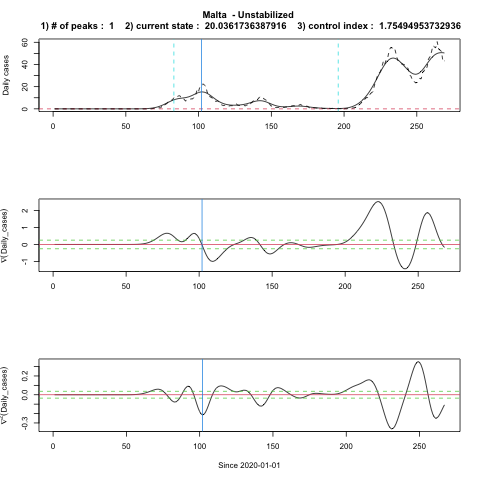 Malta - Unstabilized
1) # of peaks : 1 2) current state : 20.0361736387916 3) control index : 1.75494953732936
Daily cases
60
40
20
0
0 50 100 150 200 250
∇(Daily_cases)
2
1
0
-1
0 50 100 150 200 250
∇²(Daily_cases)
0.2
0.0
-0.3
0 50 100 150 200 250
Since 2020-01-01